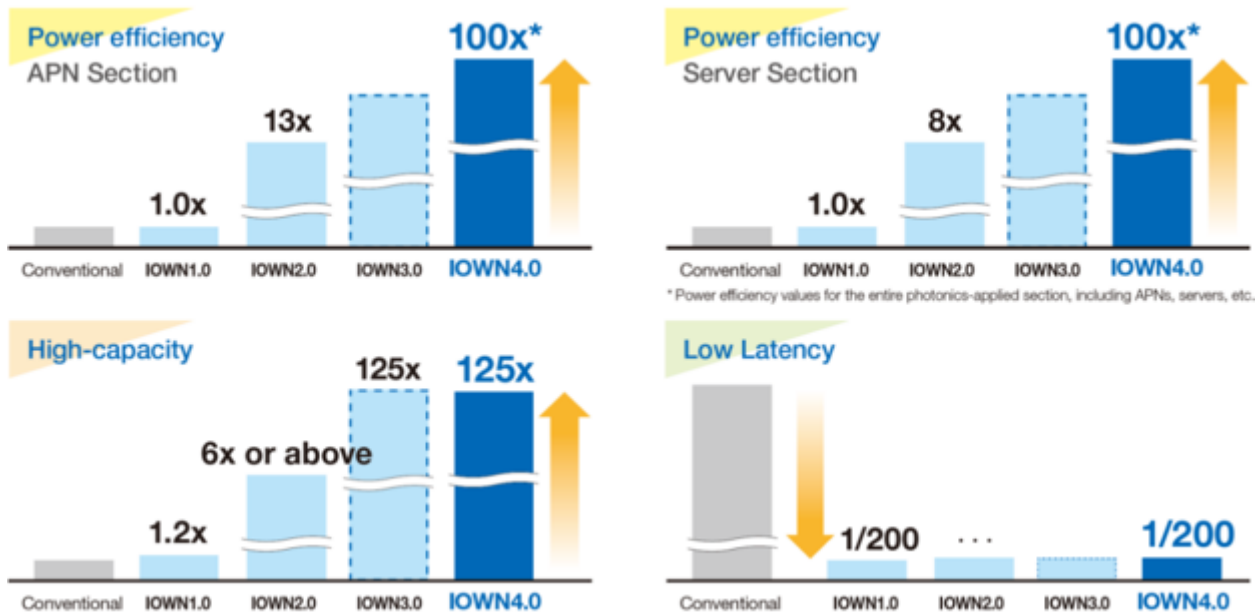 Power efficiency
APN Section
100x*
13x
1.0x
Conventional IOWN1.0 IOWN2.0 IOWN3.0 IOWN4.0
Power efficiency
Server Section
100x*
8x
1.0x
Conventional IOWN1.0 IOWN2.0 IOWN3.0 IOWN4.0
* Power efficiency values for the entire photonics-applied section, including APNs, servers, etc.
High-capacity
125x 125x
6x or above
1.2x
Conventional IOWN1.0 IOWN2.0 IOWN3.0 IOWN4.0
Low Latency
1/200 ... 1/200
Conventional IOWN1.0 IOWN2.0 IOWN3.0 IOWN4.0